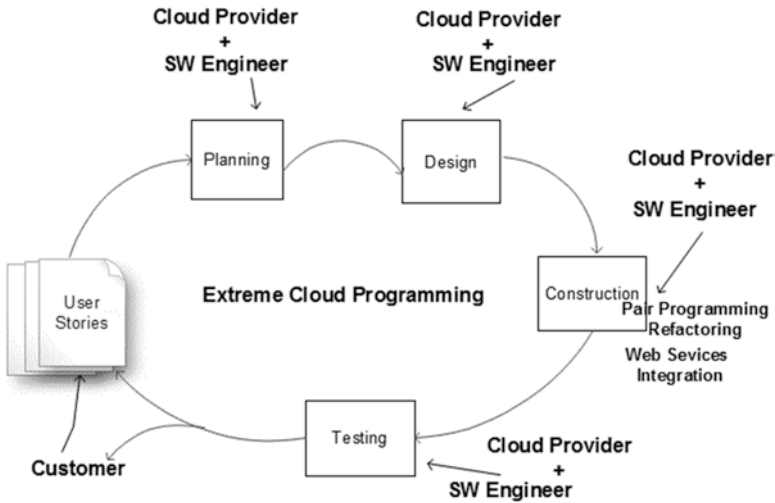 Cloud Provider
+
SW Engineer
Cloud Provider
+
SW Engineer
Planning
Design
Cloud Provider
+
SW Engineer
User
Stories
Extreme Cloud Programming
Construction
Pair Programming
Refactoring
Web Sevices
Integration
Testing
Customer
Cloud Provider
+
SW Engineer